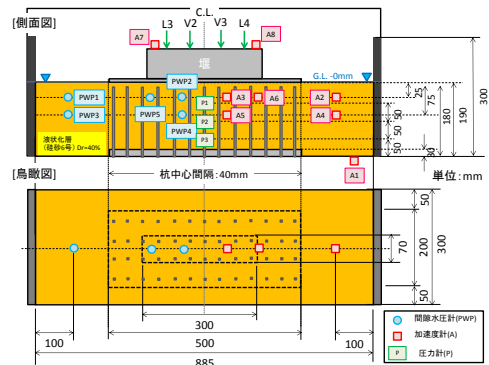 [側面図]
C.L.
L3 V2 V3 L4
A7
A8
堰
G.L. -0mm
PWP2
PWP1
PWP5
PWP3
PWP4
P1
P2
P3
A3
A6
A2
A5
A4
液状化層
(硅砂6号) Dr=40%
25
75
50
50
50
30
180
190
300
A1
[鳥瞰図]
杭中心間隔:40mm
単位:mm
50
70
200
300
50
300
100
500
100
885
間隙水圧計(PWP)
加速度計(A)
P 圧力計(P)